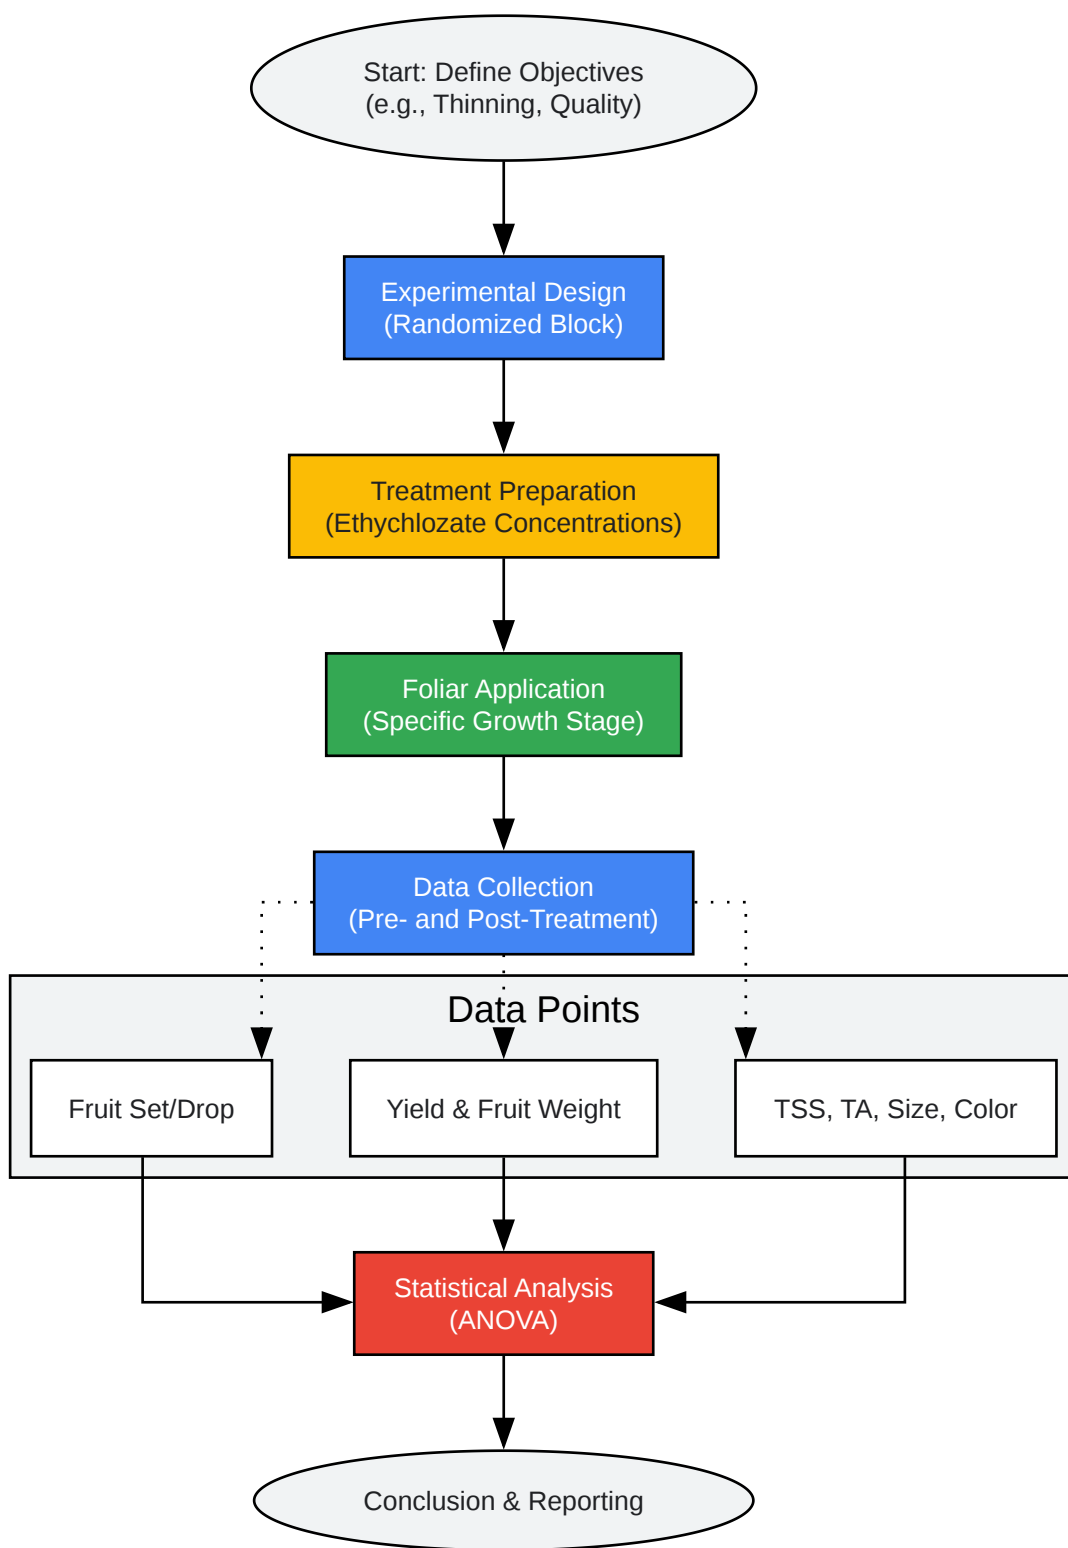 Start: Define Objectives
(e.g., Thinning, Quality)
Experimental Design
(Randomized Block)
Treatment Preparation
(Ethychlozate Concentrations)
Foliar Application
(Specific Growth Stage)
Data Collection
(Pre- and Post-Treatment)
Data Points
Fruit Set/Drop
Yield & Fruit Weight
TSS, TA, Size, Color
Statistical Analysis
(ANOVA)
Conclusion & Reporting